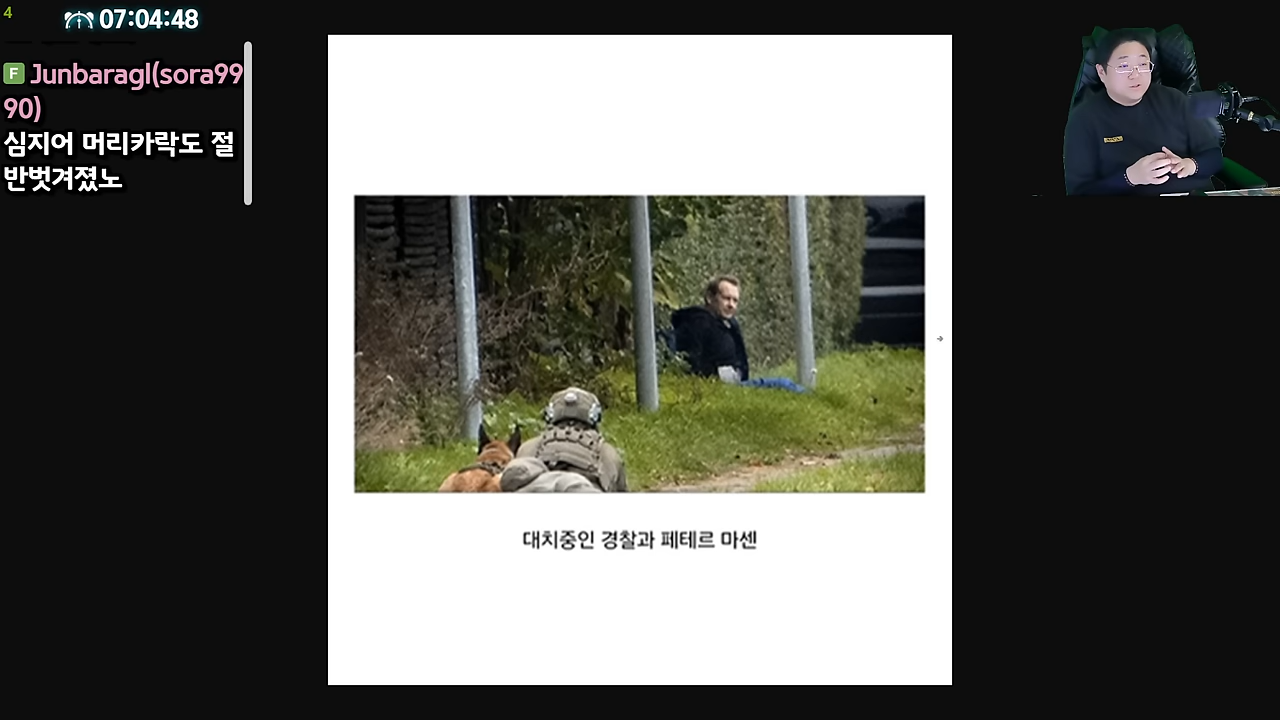 4
07:04:48
F Junbaragl(sora99
90)
심지어 머리카락도 절
반벗겨졌노
대치중인 경찰과 페테르 마센